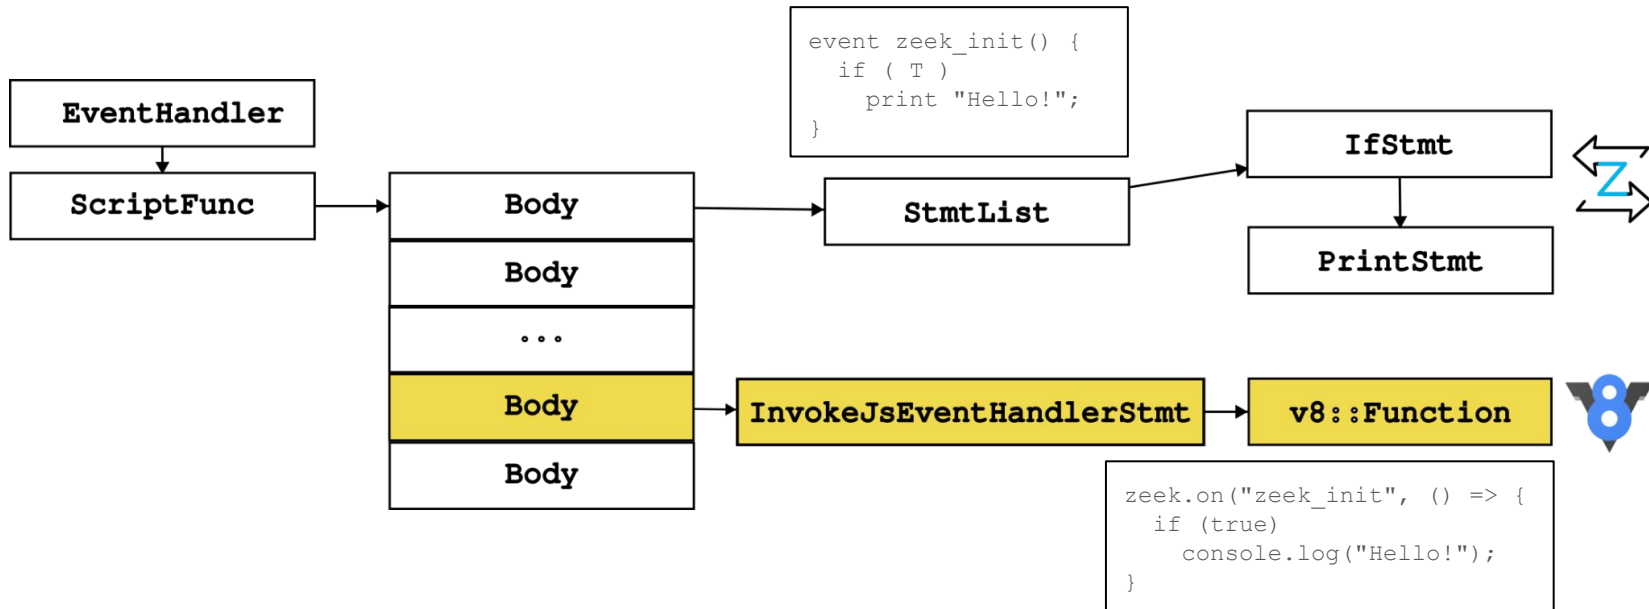 event zeek_init() {
  if ( T )
    print "Hello!";
}
EventHandler
ScriptFunc
Body
Body
...
Body
Body
StmtList
IfStmt
PrintStmt
Z
InvokeJsEventHandlerStmt
v8::Function
8
zeek.on("zeek_init", () => {
  if (true)
    console.log("Hello!");
}